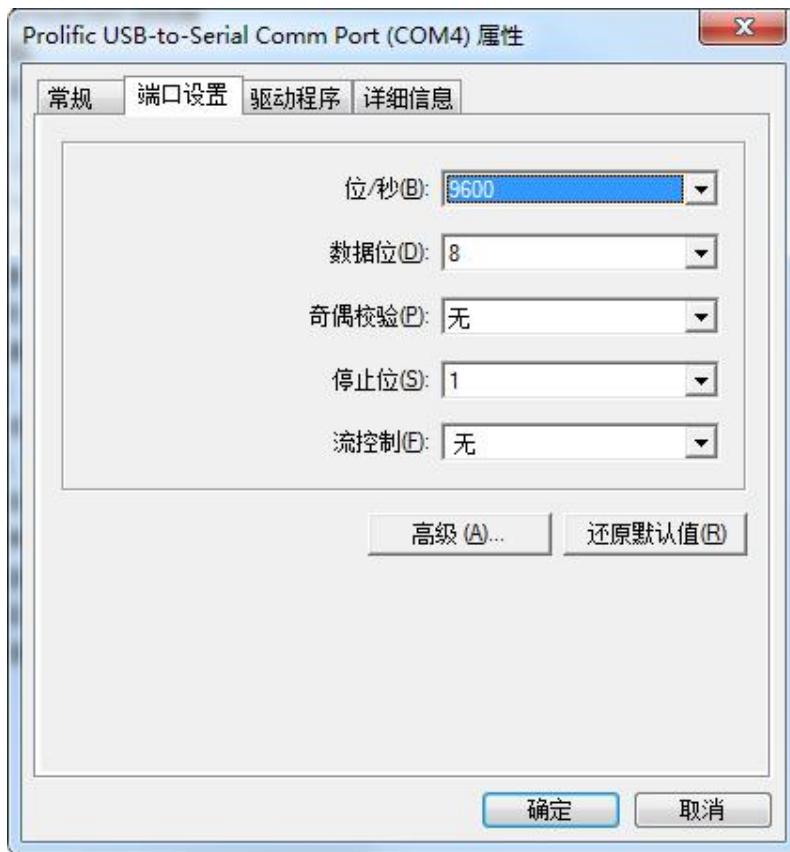 Prolific USB-to-Serial Comm Port (COM4) 属性
常规 端口设置 驱动程序 详细信息
位/秒(B): 9600
数据位(D): 8
奇偶校验(P): 无
停止位(S): 1
流控制(F): 无
高级 (A)... 还原默认值(R)
确定 取消